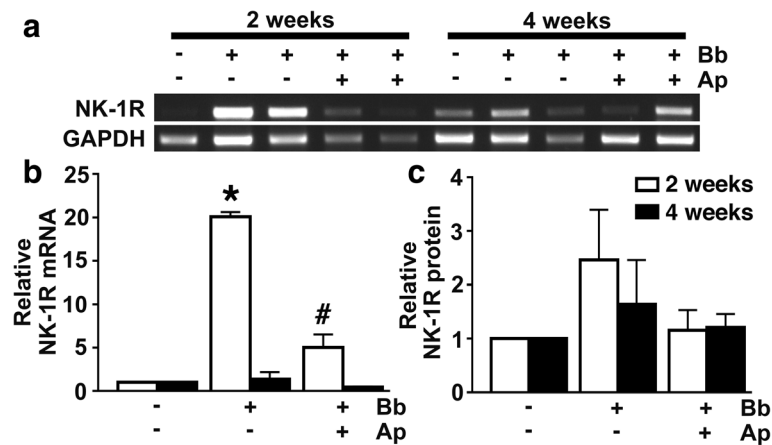 a
2 weeks 4 weeks
- + + + + - + + + + Bb
- - - + + - - - + + Ap
NK-1R
GAPDH
b
25
20
15
10
5
0
Relative
NK-1R mRNA
*
#
- + + Bb
- - + Ap
c
4
3
2
1
0
Relative
NK-1R protein
2 weeks
4 weeks
- + + Bb
- - + Ap